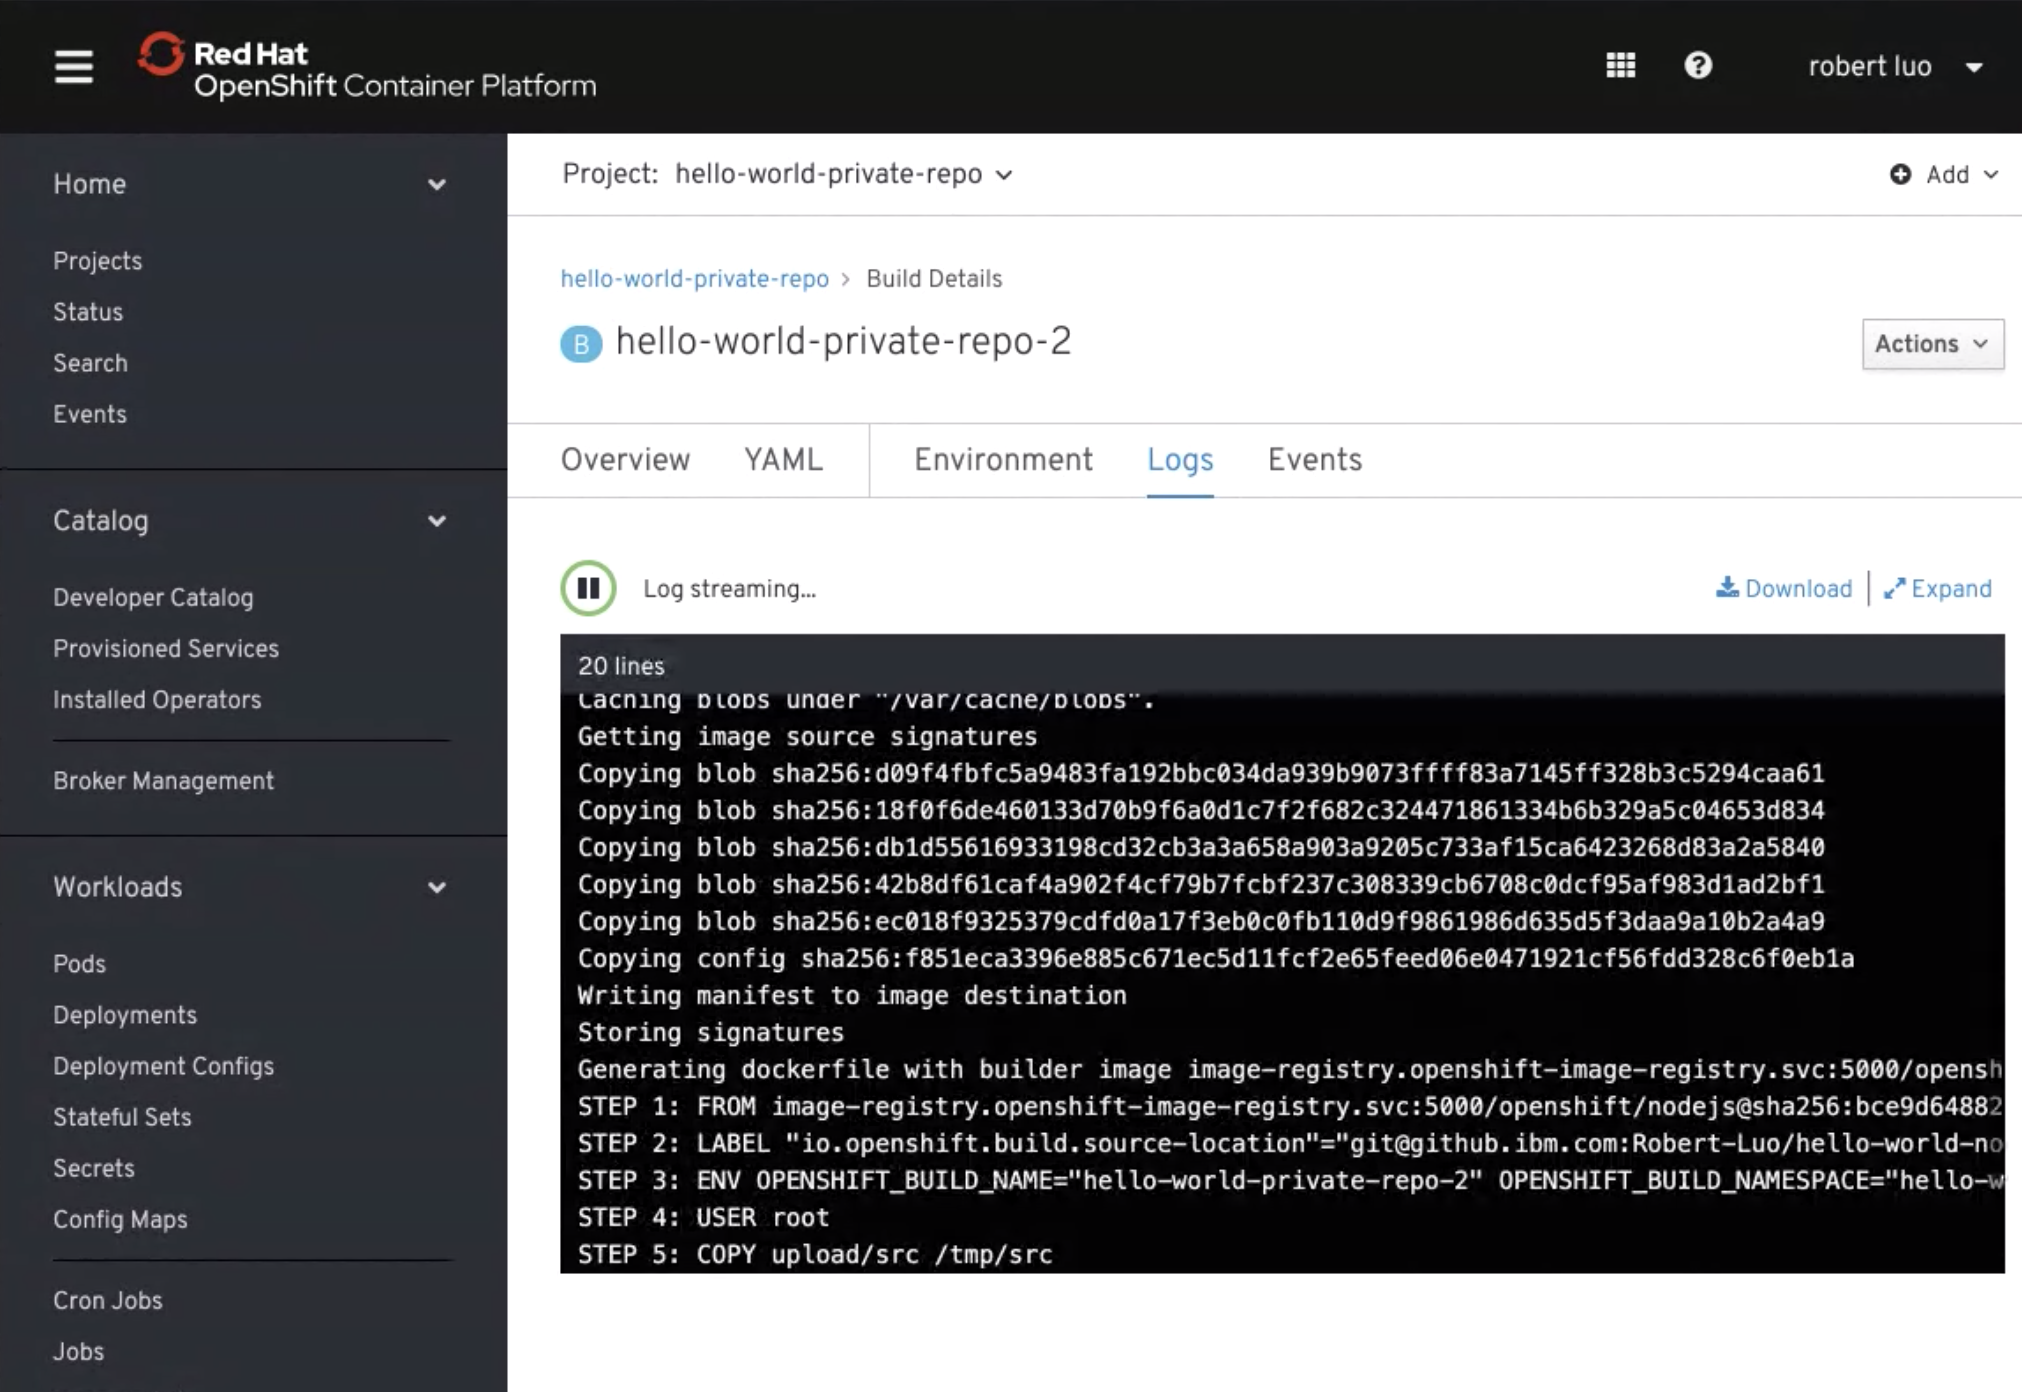 Red Hat
OpenShift Container Platform
robert luo
Home
Projects
Status
Search
Events
Catalog
Developer Catalog
Provisioned Services
Installed Operators
Broker Management
Workloads
Pods
Deployments
Deployment Configs
Stateful Sets
Secrets
Config Maps
Cron Jobs
Jobs
Project: hello-world-private-repo
Add
hello-world-private-repo > Build Details
B hello-world-private-repo-2
Actions
Overview YAML Environment Logs Events
Log streaming...
Download | Expand
20 lines
Caching blobs under "/var/cache/blobs".
Getting image source signatures
Copying blob sha256:d09f4fbfc5a9483fa192bbc034da939b9073ffff83a7145ff328b3c5294caa61
Copying blob sha256:18f0f6de460133d70b9f6a0d1c7f2f682c324471861334b6b329a5c04653d834
Copying blob sha256:db1d55616933198cd32cb3a3a658a903a9205c733af15ca6423268d83a2a5840
Copying blob sha256:42b8df61caf4a902f4cf79b7fcbf237c308339cb6708c0dcf95af983d1ad2bf1
Copying blob sha256:ec018f9325379cdfd0a17f3eb0c0fb110d9f9861986d635d5f3daa9a10b2a4a9
Copying config sha256:f851eca3396e885c671ec5d11fcf2e65feed06e0471921cf56fdd328c6f0eb1a
Writing manifest to image destination
Storing signatures
Generating dockerfile with builder image image-registry.openshift-image-registry.svc:5000/opensh
STEP 1: FROM image-registry.openshift-image-registry.svc:5000/openshift/nodejs@sha256:bce9d64882
STEP 2: LABEL "io.openshift.build.source-location"="git@github.ibm.com:Robert-Luo/hello-world-no
STEP 3: ENV OPENSHIFT_BUILD_NAME="hello-world-private-repo-2" OPENSHIFT_BUILD_NAMESPACE="hello-w
STEP 4: USER root
STEP 5: COPY upload/src /tmp/src